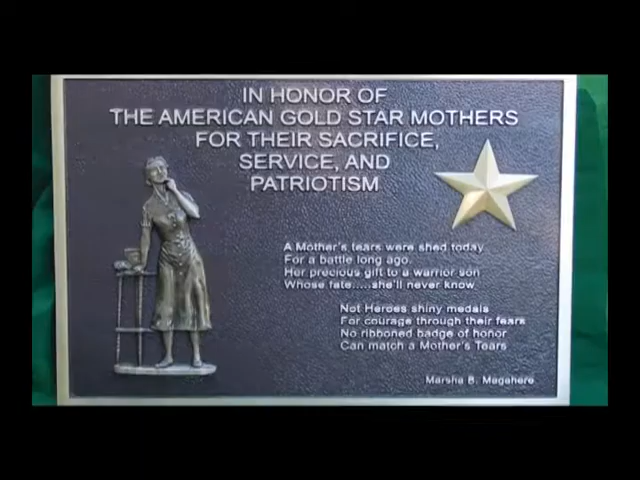 IN HONOR OF
THE AMERICAN GOLD STAR MOTHERS
FOR THEIR SACRIFICE,
SERVICE, AND
PATRIOTISM
A Mother's tears were shed today
For a battle long ago.
Her precious gift to a warrior son
Whose fate.....she'll never know
Not Heroes shiny medals
For courage through their fears
No ribboned badge of honor
Can match a Mother's Tears
Marsha B. Magahere